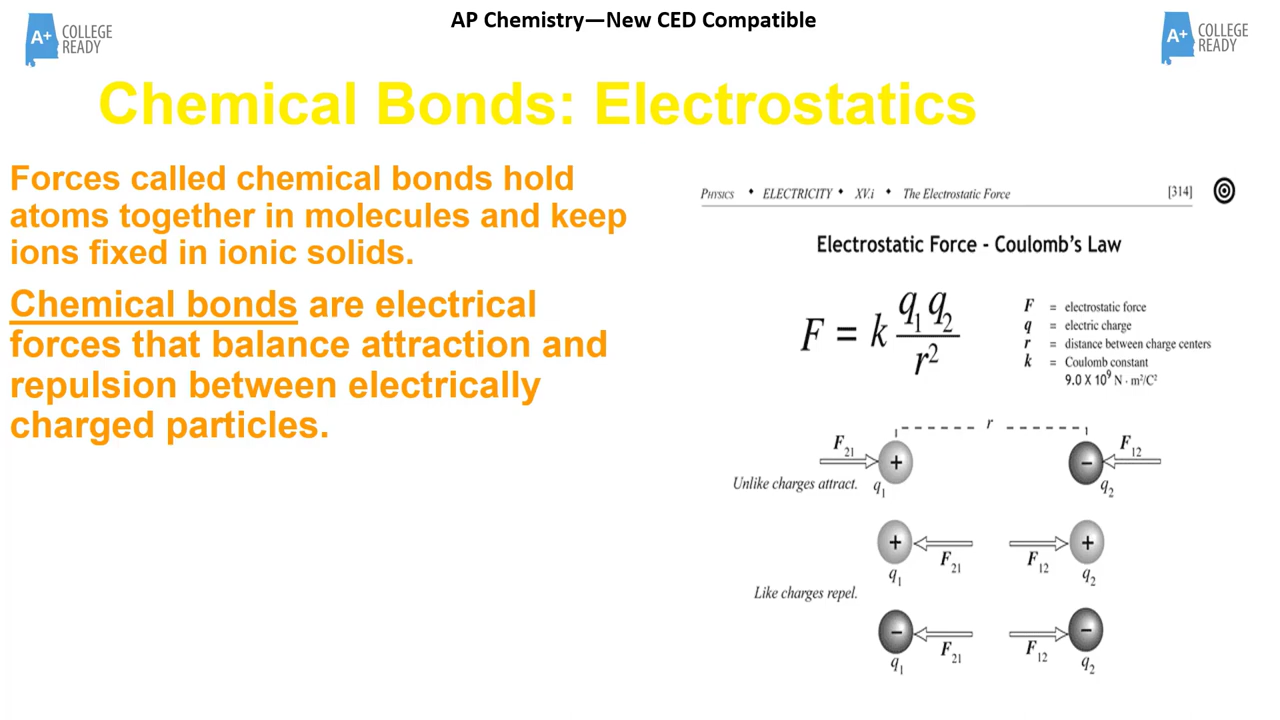 AP Chemistry—New CED Compatible
A+ COLLEGE
READY
A+ COLLEGE
READY
Chemical Bonds: Electrostatics
Forces called chemical bonds hold
atoms together in molecules and keep
ions fixed in ionic solids.
Chemical bonds are electrical
forces that balance attraction and
repulsion between electrically
charged particles.
PHYSICS ◆ ELECTRICITY ◆ XV.i ◆ The Electrostatic Force [314]
Electrostatic Force - Coulomb's Law
F = k q₁q₂ / r²
F = electrostatic force
q = electric charge
r = distance between charge centers
k = Coulomb constant
9.0 X 10⁹ N · m²/C²
r
F₂₁ + − F₁₂
Unlike charges attract. q₁ q₂
+ +
F₂₁ F₁₂
q₁ q₂
Like charges repel.
− −
F₂₁ F₁₂
q₁ q₂